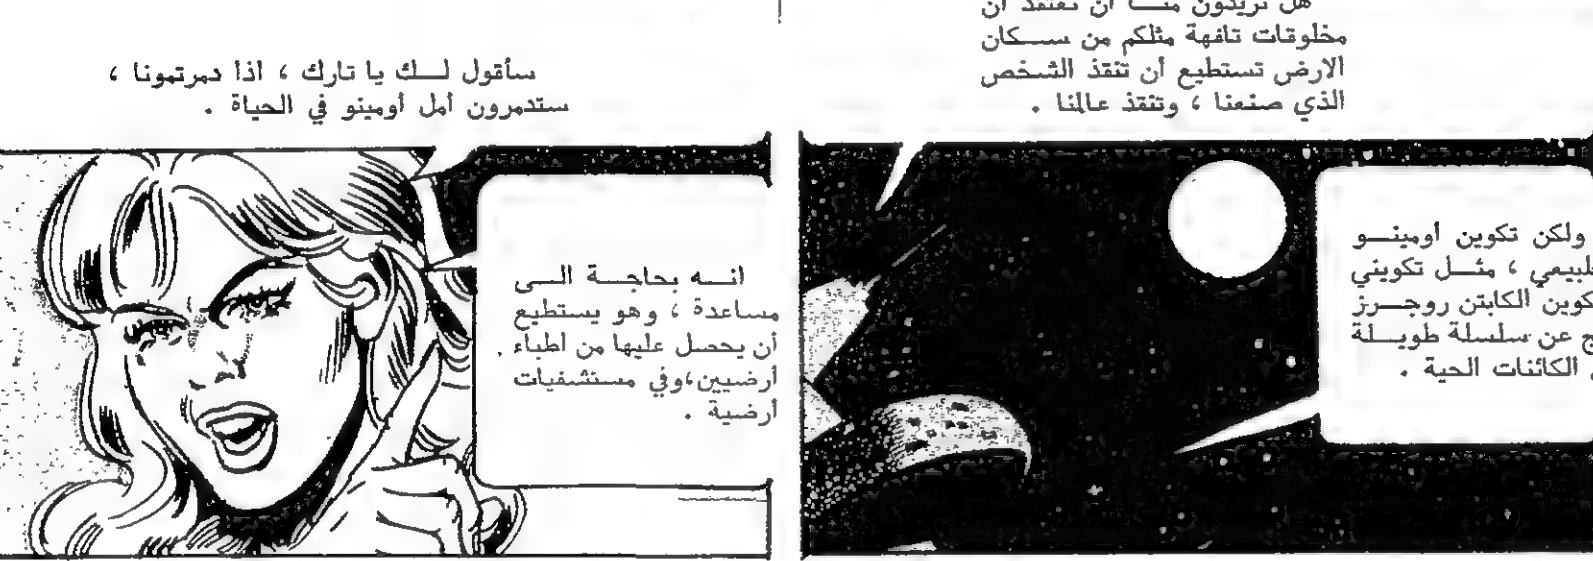 هل تريدون منا أن نعتقد أن
مخلوقات تافهة مثلكم من سكان
الارض تستطيع أن تنقذ الشخص
الذي صنعنا ، وتنقذ عالمنا .
ولكن تكوين أومينو
، مثل تكويني
الكابتن روجرز
عن سلسلة طويلة
الكائنات الحية .
سأقول لك يا تارك ، اذا دمرتمونا ،
ستدمرون أمل أومينو في الحياة .
انه بحاجة الى
مساعدة ، وهو يستطيع
أن يحصل عليها من اطباء
أرضيين ،وفي مستشفيات
أرضية .